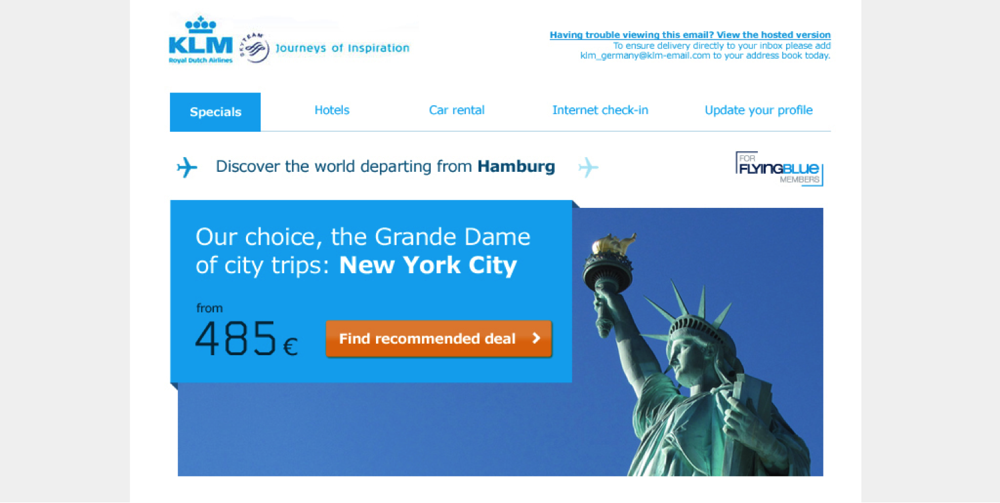 KLM
Royal Dutch Airlines
SKYTEAM
Journeys of Inspiration
Having trouble viewing this email? View the hosted version
To ensure delivery directly to your inbox please add
klm_germany@klm-email.com to your address book today.
Specials
Hotels
Car rental
Internet check-in
Update your profile
Discover the world departing from Hamburg
FOR
FLYINGBLUE
MEMBERS
Our choice, the Grande Dame
of city trips: New York City
from
485 €
Find recommended deal